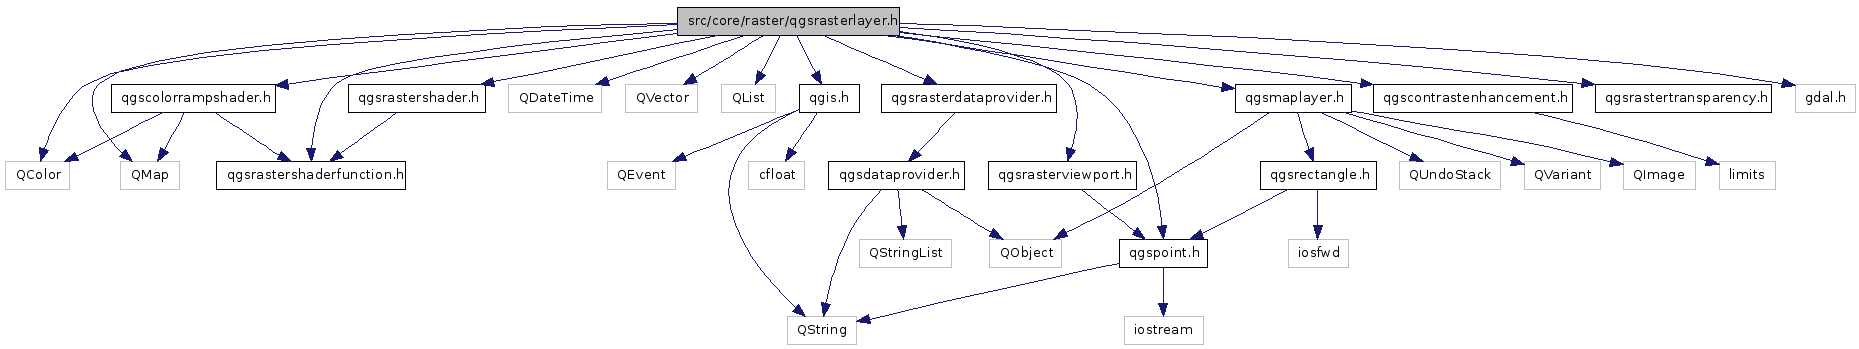 src/core/raster/qgsrasterlayer.h
qgscolorrampshader.h
qgsrastershader.h
QDateTime
QVector
QList
qgis.h
qgsrasterdataprovider.h
qgsmaplayer.h
qgscontrastenhancement.h
qgsrastertransparency.h
gdal.h
QColor
QMap
qgsrastershaderfunction.h
QEvent
cfloat
qgsdataprovider.h
qgsrasterviewport.h
qgsrectangle.h
QUndoStack
QVariant
QImage
limits
QStringList
QObject
qgspoint.h
iosfwd
QString
iostream